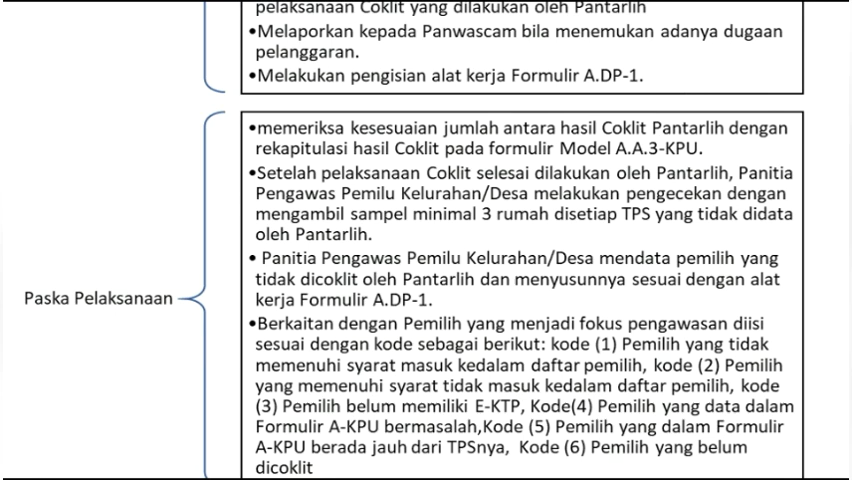 pelaksanaan Coklit yang dilakukan oleh Pantarlih
•Melaporkan kepada Panwascam bila menemukan adanya dugaan
pelanggaran.
•Melakukan pengisian alat kerja Formulir A.DP-1.
Paska Pelaksanaan
•memeriksa kesesuaian jumlah antara hasil Coklit Pantarlih dengan
rekapitulasi hasil Coklit pada formulir Model A.A.3-KPU.
•Setelah pelaksanaan Coklit selesai dilakukan oleh Pantarlih, Panitia
Pengawas Pemilu Kelurahan/Desa melakukan pengecekan dengan
mengambil sampel minimal 3 rumah disetiap TPS yang tidak didata
oleh Pantarlih.
• Panitia Pengawas Pemilu Kelurahan/Desa mendata pemilih yang
tidak dicoklit oleh Pantarlih dan menyusunnya sesuai dengan alat
kerja Formulir A.DP-1.
•Berkaitan dengan Pemilih yang menjadi fokus pengawasan diisi
sesuai dengan kode sebagai berikut: kode (1) Pemilih yang tidak
memenuhi syarat masuk kedalam daftar pemilih, kode (2) Pemilih
yang memenuhi syarat tidak masuk kedalam daftar pemilih, kode
(3) Pemilih belum memiliki E-KTP, Kode(4) Pemilih yang data dalam
Formulir A-KPU bermasalah,Kode (5) Pemilih yang dalam Formulir
A-KPU berada jauh dari TPSnya, Kode (6) Pemilih yang belum
dicoklit